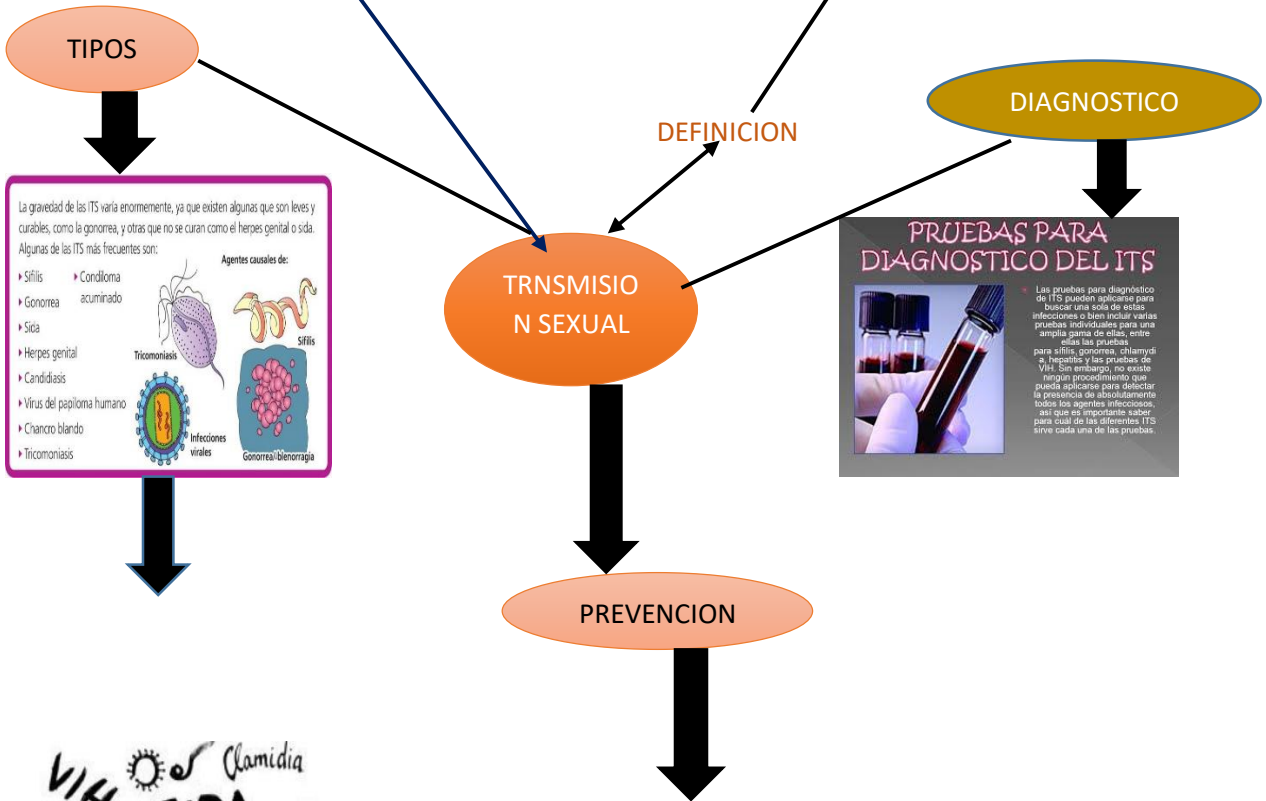 TIPOS
DEFINICION
DIAGNOSTICO
La gravedad de las ITS varía enormemente, ya que existen algunas que son leves y
curables, como la gonorrea, y otras que no se curan como el herpes genital o sida.
Algunas de las ITS más frecuentes son:
▸ Sífilis
▸ Gonorrea
▸ Sida
▸ Herpes genital
▸ Candidiasis
▸ Virus del papiloma humano
▸ Chancro blando
▸ Tricomoniasis
▸ Condiloma
acuminado
Agentes causales de:
Tricomoniasis
Sífilis
Infecciones
virales
Gonorrea/blenorragia
TRNSMISIO
N SEXUAL
PRUEBAS PARA
DIAGNOSTICO DEL ITS
Las pruebas para diagnóstico
de ITS pueden aplicarse para
buscar una sola de estas
infecciones o bien incluir varias
pruebas individuales para una
amplia gama de ellas, entre
ellas las pruebas
para sífilis, gonorrea, chlamydi
a, hepatitis y las pruebas de
VIH. Sin embargo, no existe
ningún procedimiento que
pueda aplicarse para detectar
la presencia de absolutamente
todos los agentes infecciosos,
así que es importante saber
para cuál de las diferentes ITS
sirve cada una de las pruebas.
PREVENCION
VIH
Clamidia